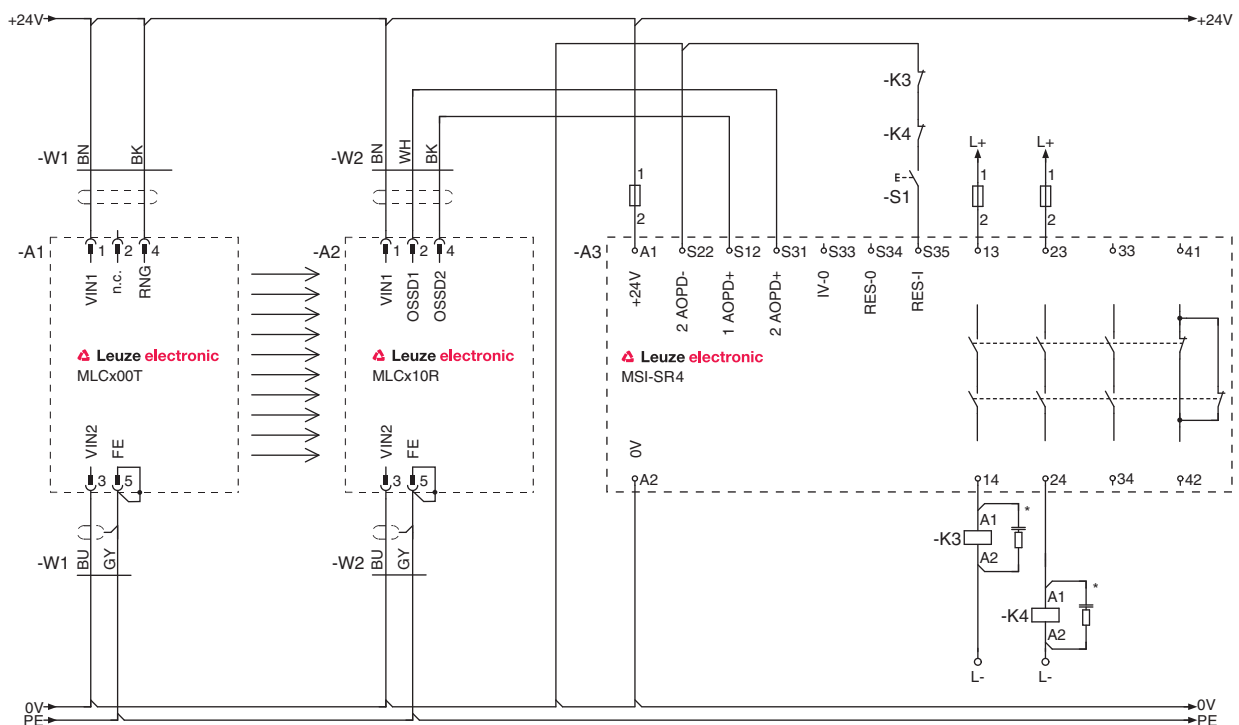 +24V +24V
-K3
-K4 L+ L+
-W1 BN BK -W2 BN WH BK
E -S1
1 1 1
2 2 2
-A1 1 2 4 -A2 1 2 4 -A3 A1 S22 S12 S31 S33 S34 S35 13 23 33 41
VIN1 n.c. RNG VIN1 OSSD1 OSSD2 +24V 2 AOPD- 1 AOPD+ 2 AOPD+ IV-0 RES-0 RES-I
Leuze electronic Leuze electronic Leuze electronic
MLCx00T MLCx10R MSI-SR4
VIN2 FE VIN2 FE 0V
3 5 3 5 A2 14 24 34 42
-K3 A1 A2 *
-W1 BU GY -W2 BU GY
-K4 A1 A2 *
L- L-
0V 0V
PE PE